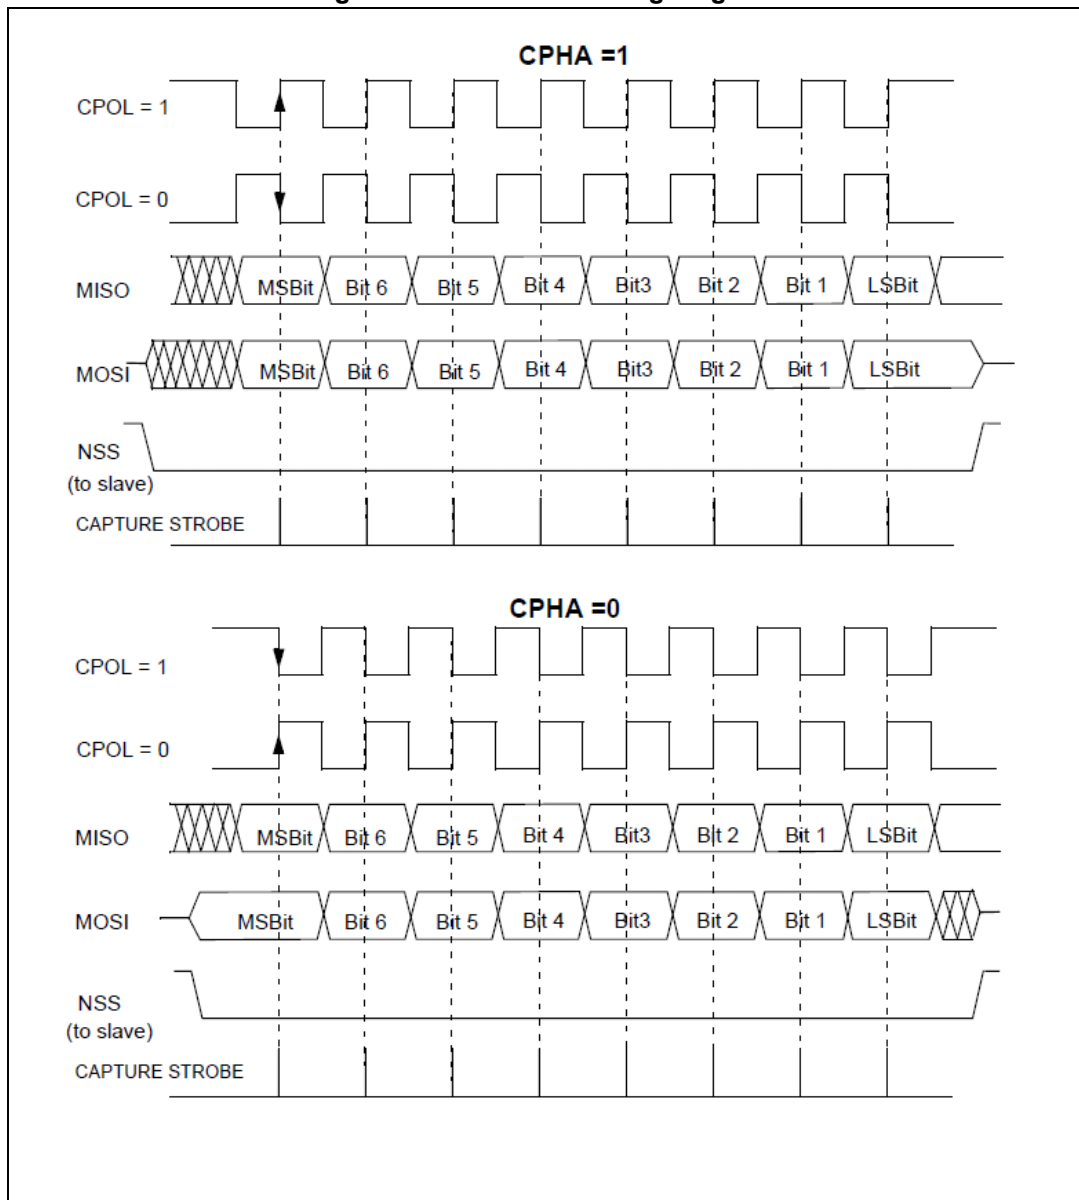 CPHA =1
CPOL = 1
CPOL = 0
MISO MSBit Bit 6 Bit 5 Bit 4 Bit3 Bit 2 Bit 1 LSBit
MOSI MSBit Bit 6 Bit 5 Bit 4 Bit3 Bit 2 Bit 1 LSBit
NSS
(to slave)
CAPTURE STROBE
CPHA =0
CPOL = 1
CPOL = 0
MISO MSBit Bit 6 Bit 5 Bit 4 Bit3 Bit 2 Bit 1 LSBit
MOSI MSBit Bit 6 Bit 5 Bit 4 Bit3 Bit 2 Bit 1 LSBit
NSS
(to slave)
CAPTURE STROBE